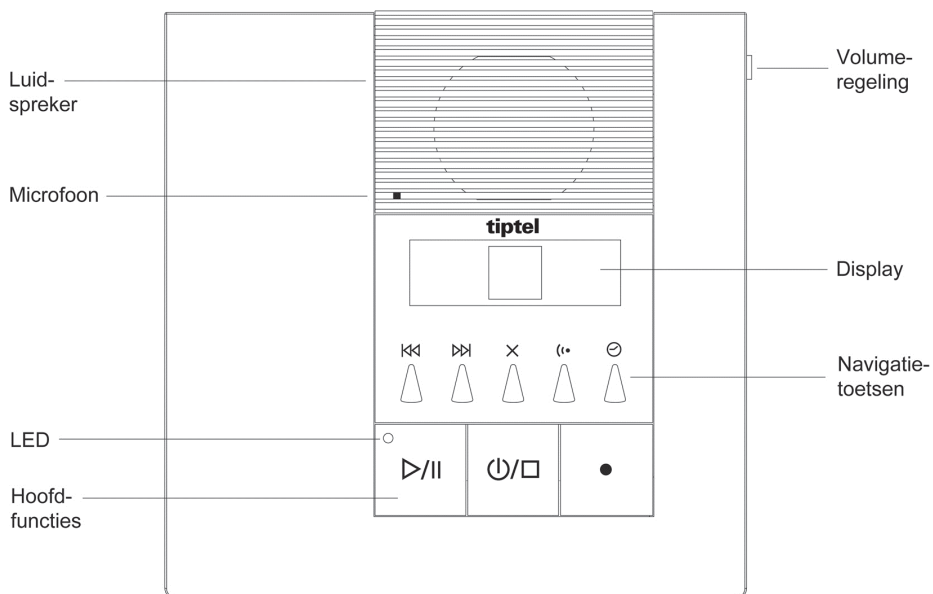 Luid-
spreker
Microfoon
LED
Hoofd-
functies
tiptel
Volume-
regeling
Display
Navigatie-
toetsen